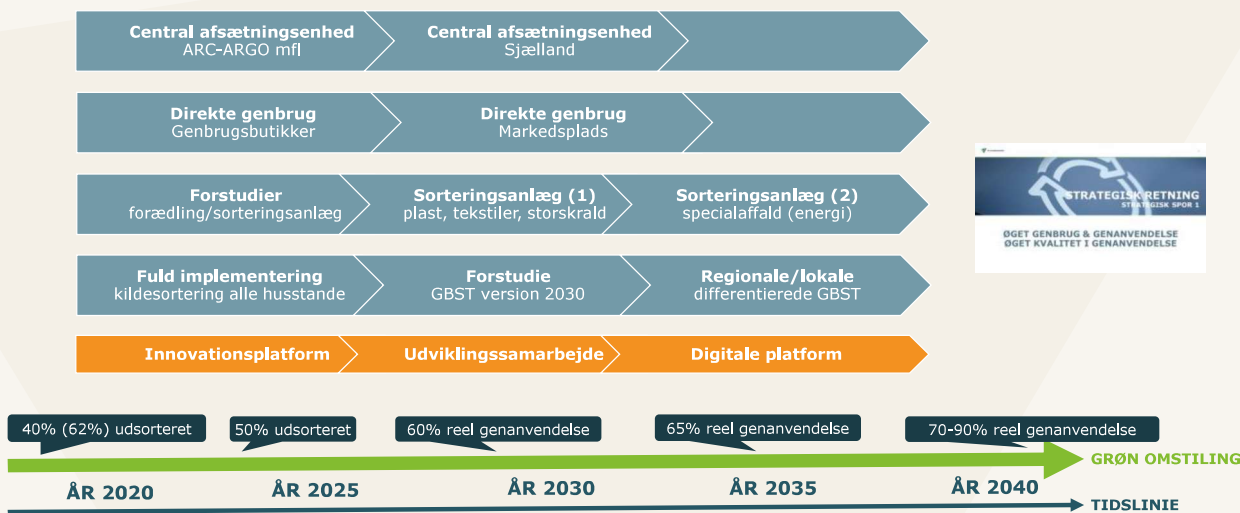 Central afsætningsenhed
ARC-ARGO mfl
Central afsætningsenhed
Sjælland
Direkte genbrug
Genbrugsbutikker
Direkte genbrug
Markedsplads
Forstudier
forædling/sorteringsanlæg
Sorteringsanlæg (1)
plast, tekstiler, storskrald
Sorteringsanlæg (2)
specialaffald (energi)
STRATEGISK RETNING
STRATEGISK SPOR 1
ØGET GENBRUG & GENANVENDELSE
ØGET KVALITET I GENANVENDELSE
Fuld implementering
kildesortering alle husstande
Forstudie
GBST version 2030
Regionale/lokale
differentierede GBST
Innovationsplatform
Udviklingssamarbejde
Digitale platform
40% (62%) udsorteret
50% udsorteret
60% reel genanvendelse
65% reel genanvendelse
70-90% reel genanvendelse
GRØN OMSTILING
ÅR 2020
ÅR 2025
ÅR 2030
ÅR 2035
ÅR 2040
TIDSLINIE